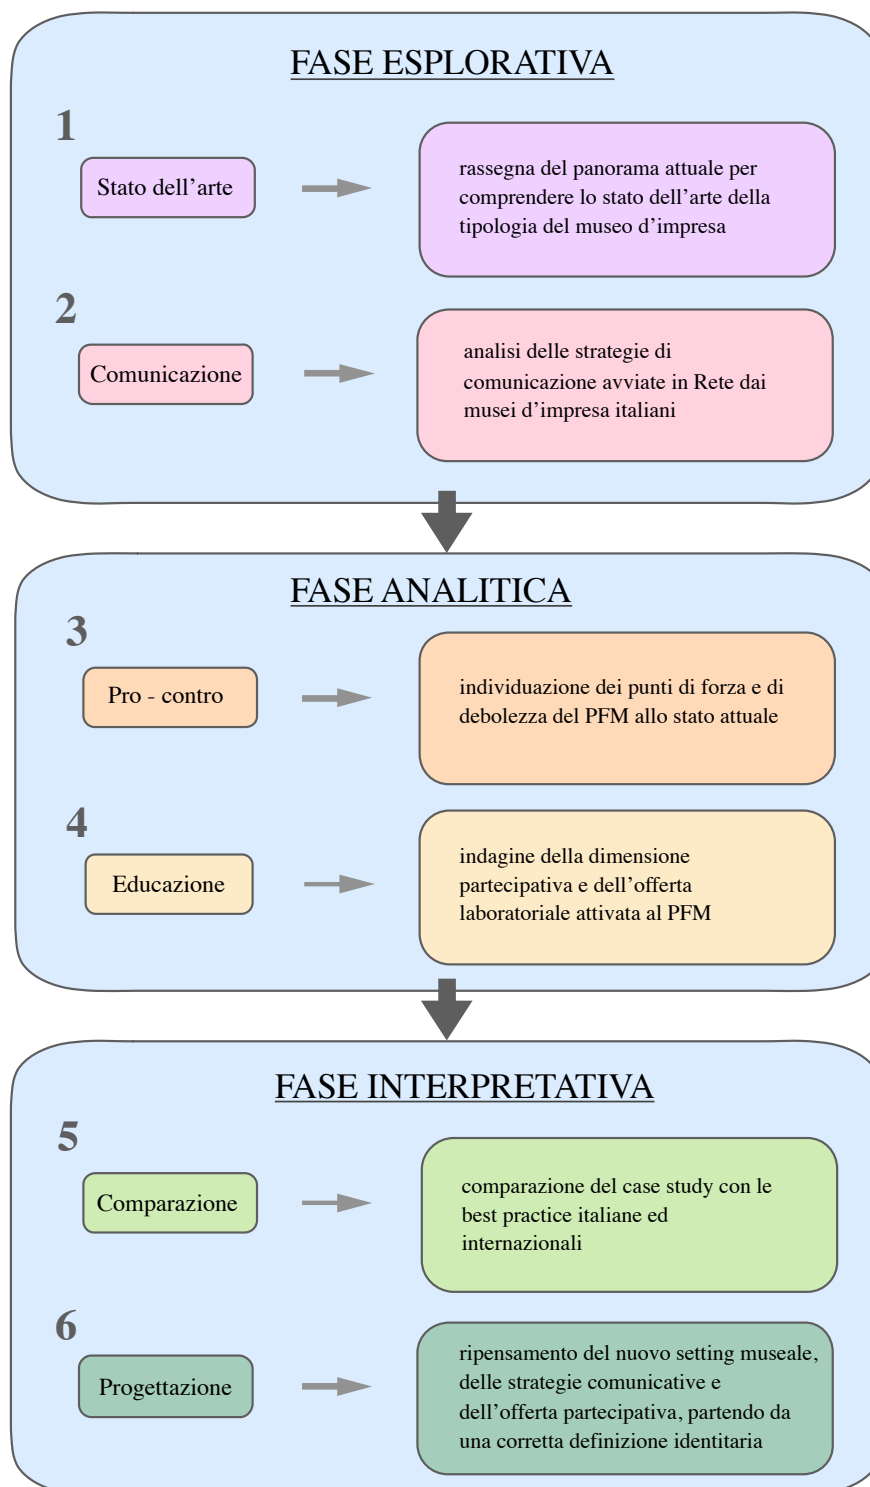 FASE ESPLORATIVA
1
Stato dell’arte
rassegna del panorama attuale per
comprendere lo stato dell’arte della
tipologia del museo d’impresa
2
Comunicazione
analisi delle strategie di
comunicazione avviate in Rete dai
musei d’impresa italiani
FASE ANALITICA
3
Pro - contro
individuazione dei punti di forza e di
debolezza del PFM allo stato attuale
4
Educazione
indagine della dimensione
partecipativa e dell’offerta
laboratoriale attivata al PFM
FASE INTERPRETATIVA
5
Comparazione
comparazione del case study con le
best practice italiane ed
internazionali
6
Progettazione
ripensamento del nuovo setting museale,
delle strategie comunicative e
dell’offerta partecipativa, partendo da
una corretta definizione identitaria